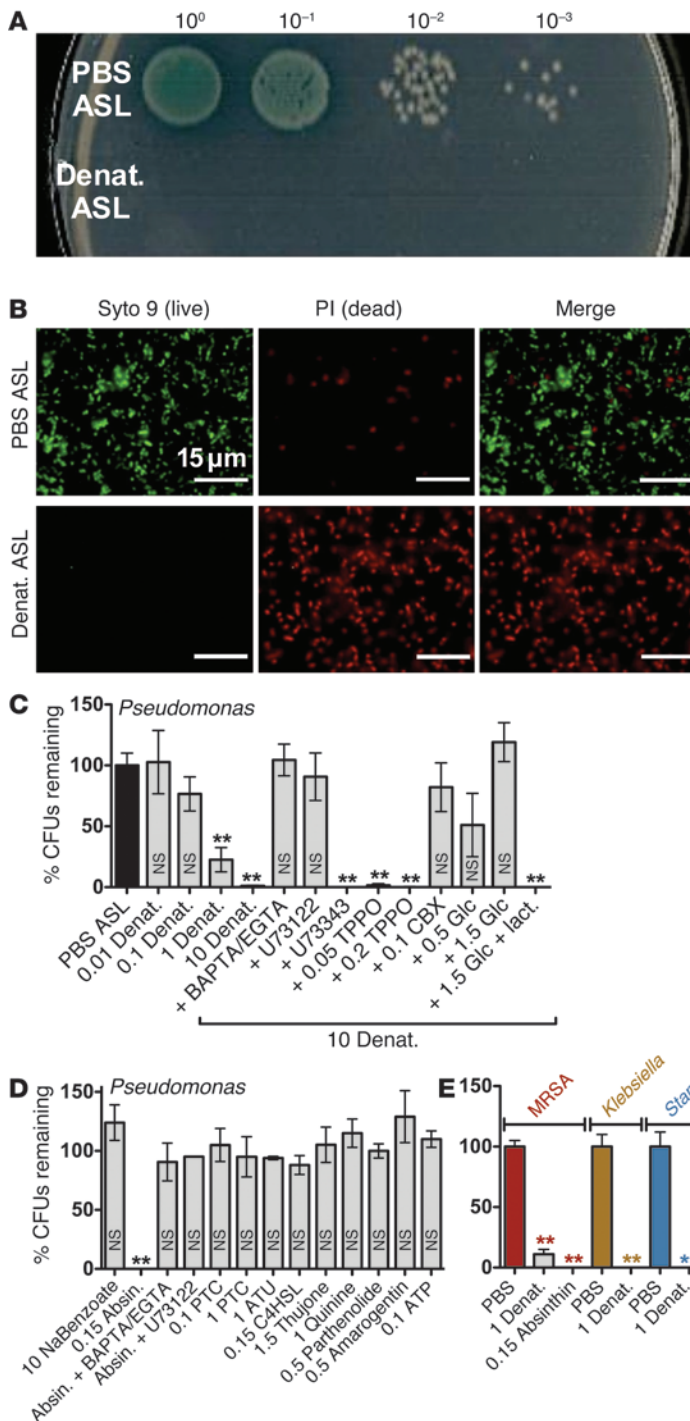 A
10⁰ 10⁻¹ 10⁻² 10⁻³
PBS
ASL
Denat.
ASL
B
Syto 9 (live) PI (dead) Merge
PBS ASL
15 µm
Denat. ASL
C
Pseudomonas
% CFUs remaining
150
100
50
0
NS NS ** ** NS NS ** ** ** NS NS NS **
PBS ASL
0.01 Denat.
0.1 Denat.
1 Denat.
10 Denat.
+ BAPTA/EGTA
+ U73122
+ U73343
+ 0.05 TPPO
+ 0.2 TPPO
+ 0.1 CBX
+ 0.5 Glc
+ 1.5 Glc
+ 1.5 Glc + lact.
10 Denat.
D
Pseudomonas
% CFUs remaining
150
100
50
0
NS ** NS NS NS NS NS NS NS NS NS NS NS
10 NaBenzoate
0.15 Absin.
Absin. + BAPTA/EGTA
Absin. + U73122
0.1 PTC
1 PTC
1 ATU
0.15 C4HSL
1.5 Thujone
1 Quinine
0.5 Parthenolide
0.5 Amarogentin
0.1 ATP
E
MRSA Klebsiella
150
100
50
0
** ** **
PBS
1 Denat.
0.15 Absinthin
PBS
1 Denat.
PBS
1 Denat.